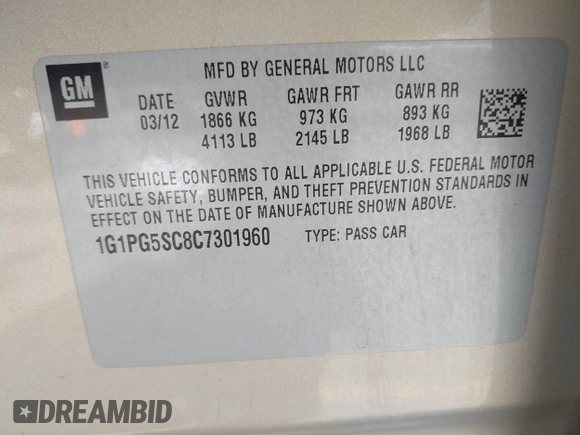 GM
MFD BY GENERAL MOTORS LLC
DATE GVWR GAWR FRT GAWR RR
03/12 1866 KG 973 KG 893 KG
4113 LB 2145 LB 1968 LB
THIS VEHICLE CONFORMS TO ALL APPLICABLE U.S. FEDERAL MOTOR
VEHICLE SAFETY, BUMPER, AND THEFT PREVENTION STANDARDS IN
EFFECT ON THE DATE OF MANUFACTURE SHOWN ABOVE.
1G1PG5SC8C7301960 TYPE: PASS CAR
DREAMBID